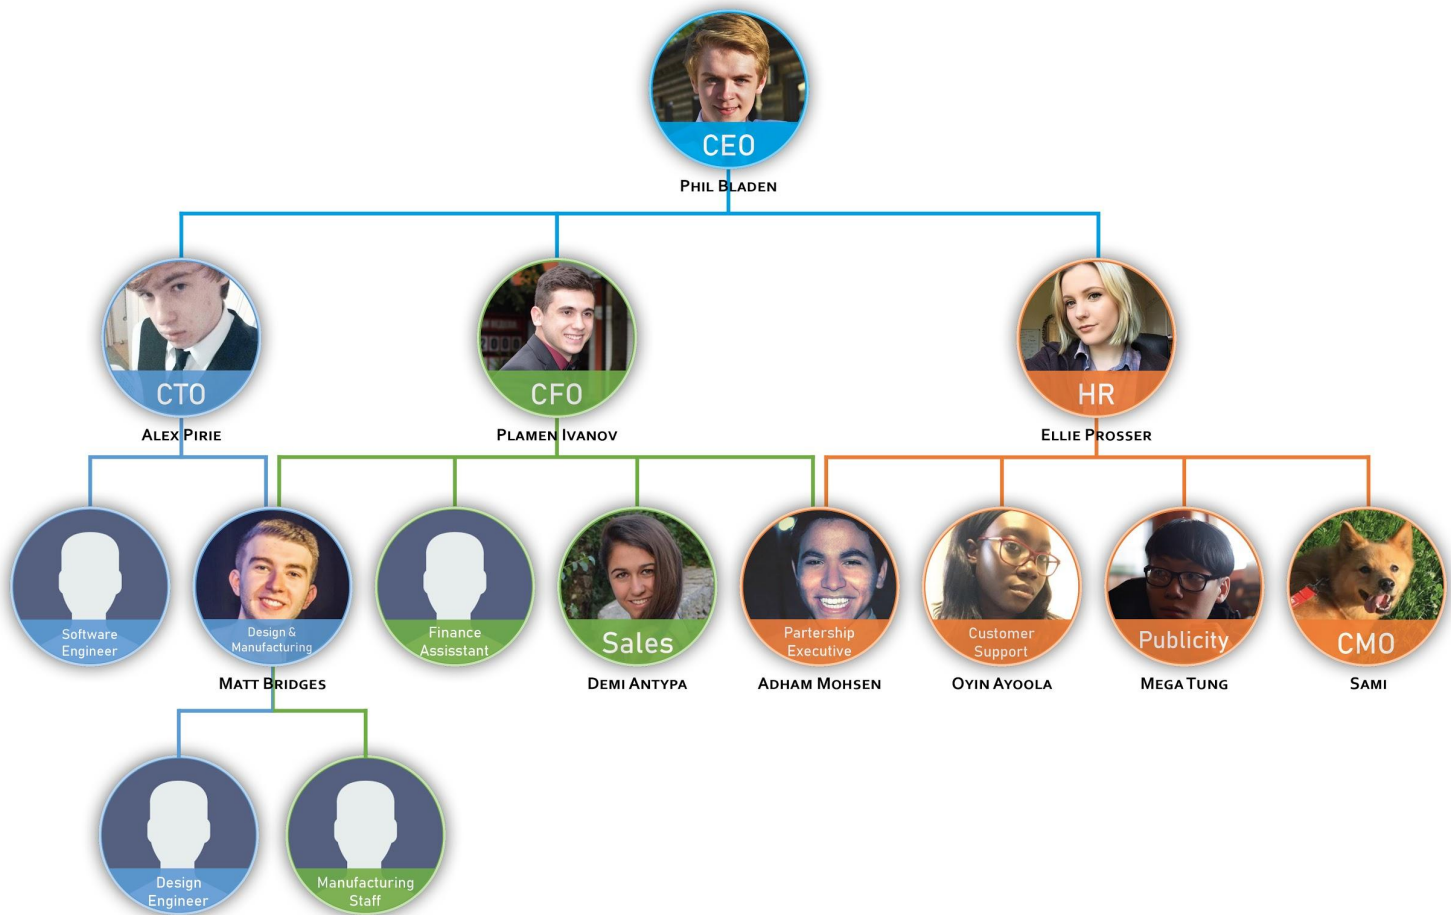 CEO
PHIL BLADEN
CTO
CFO
HR
ALEX PIRIE
PLAMEN IVANOV
ELLIE PROSSER
Software
Engineer
Design &
Manufacturing
Finance
Assisstant
Sales
Partership
Executive
Customer
Support
Publicity
CMO
MATT BRIDGES
DEMI ANTYPA
ADHAM MOHSEN
OYIN AYOOLA
MEGA TUNG
SAMI
Design
Engineer
Manufacturing
Staff